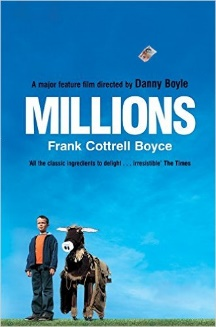 A major feature film directed by Danny Boyle
MILLIONS
Frank Cottrell Boyce
'All the classic ingredients to delight . . . irresistible' The Times